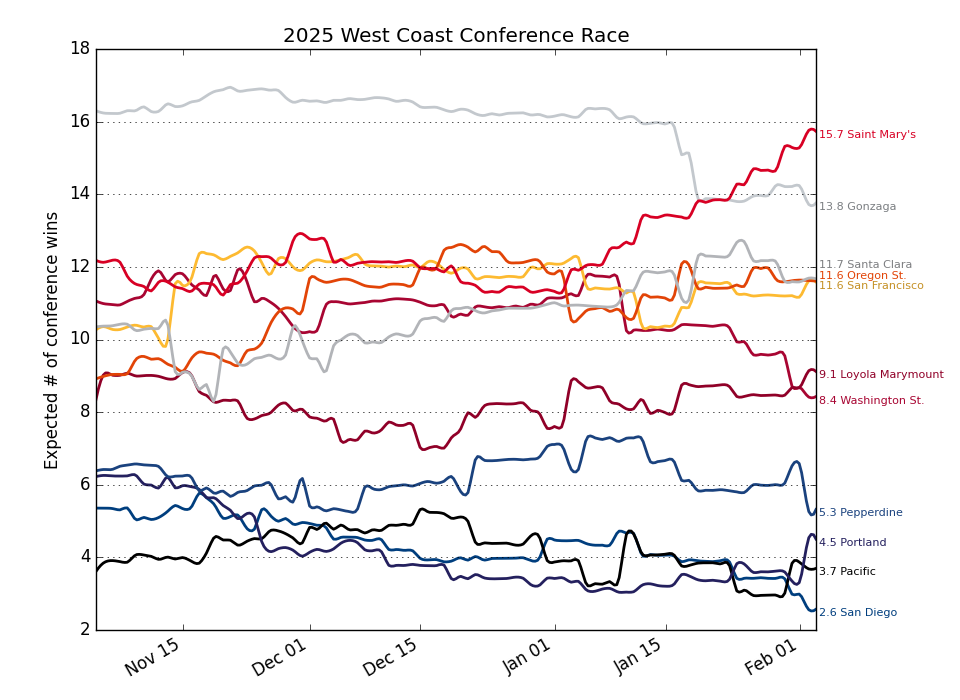 2025 West Coast Conference Race
Expected # of conference wins
18
16
14
12
10
8
6
4
2
15.7 Saint Mary's
13.8 Gonzaga
11.7 Santa Clara
11.6 Oregon St.
11.6 San Francisco
9.1 Loyola Marymount
8.4 Washington St.
5.3 Pepperdine
4.5 Portland
3.7 Pacific
2.6 San Diego
Nov 15
Dec 01
Dec 15
Jan 01
Jan 15
Feb 01